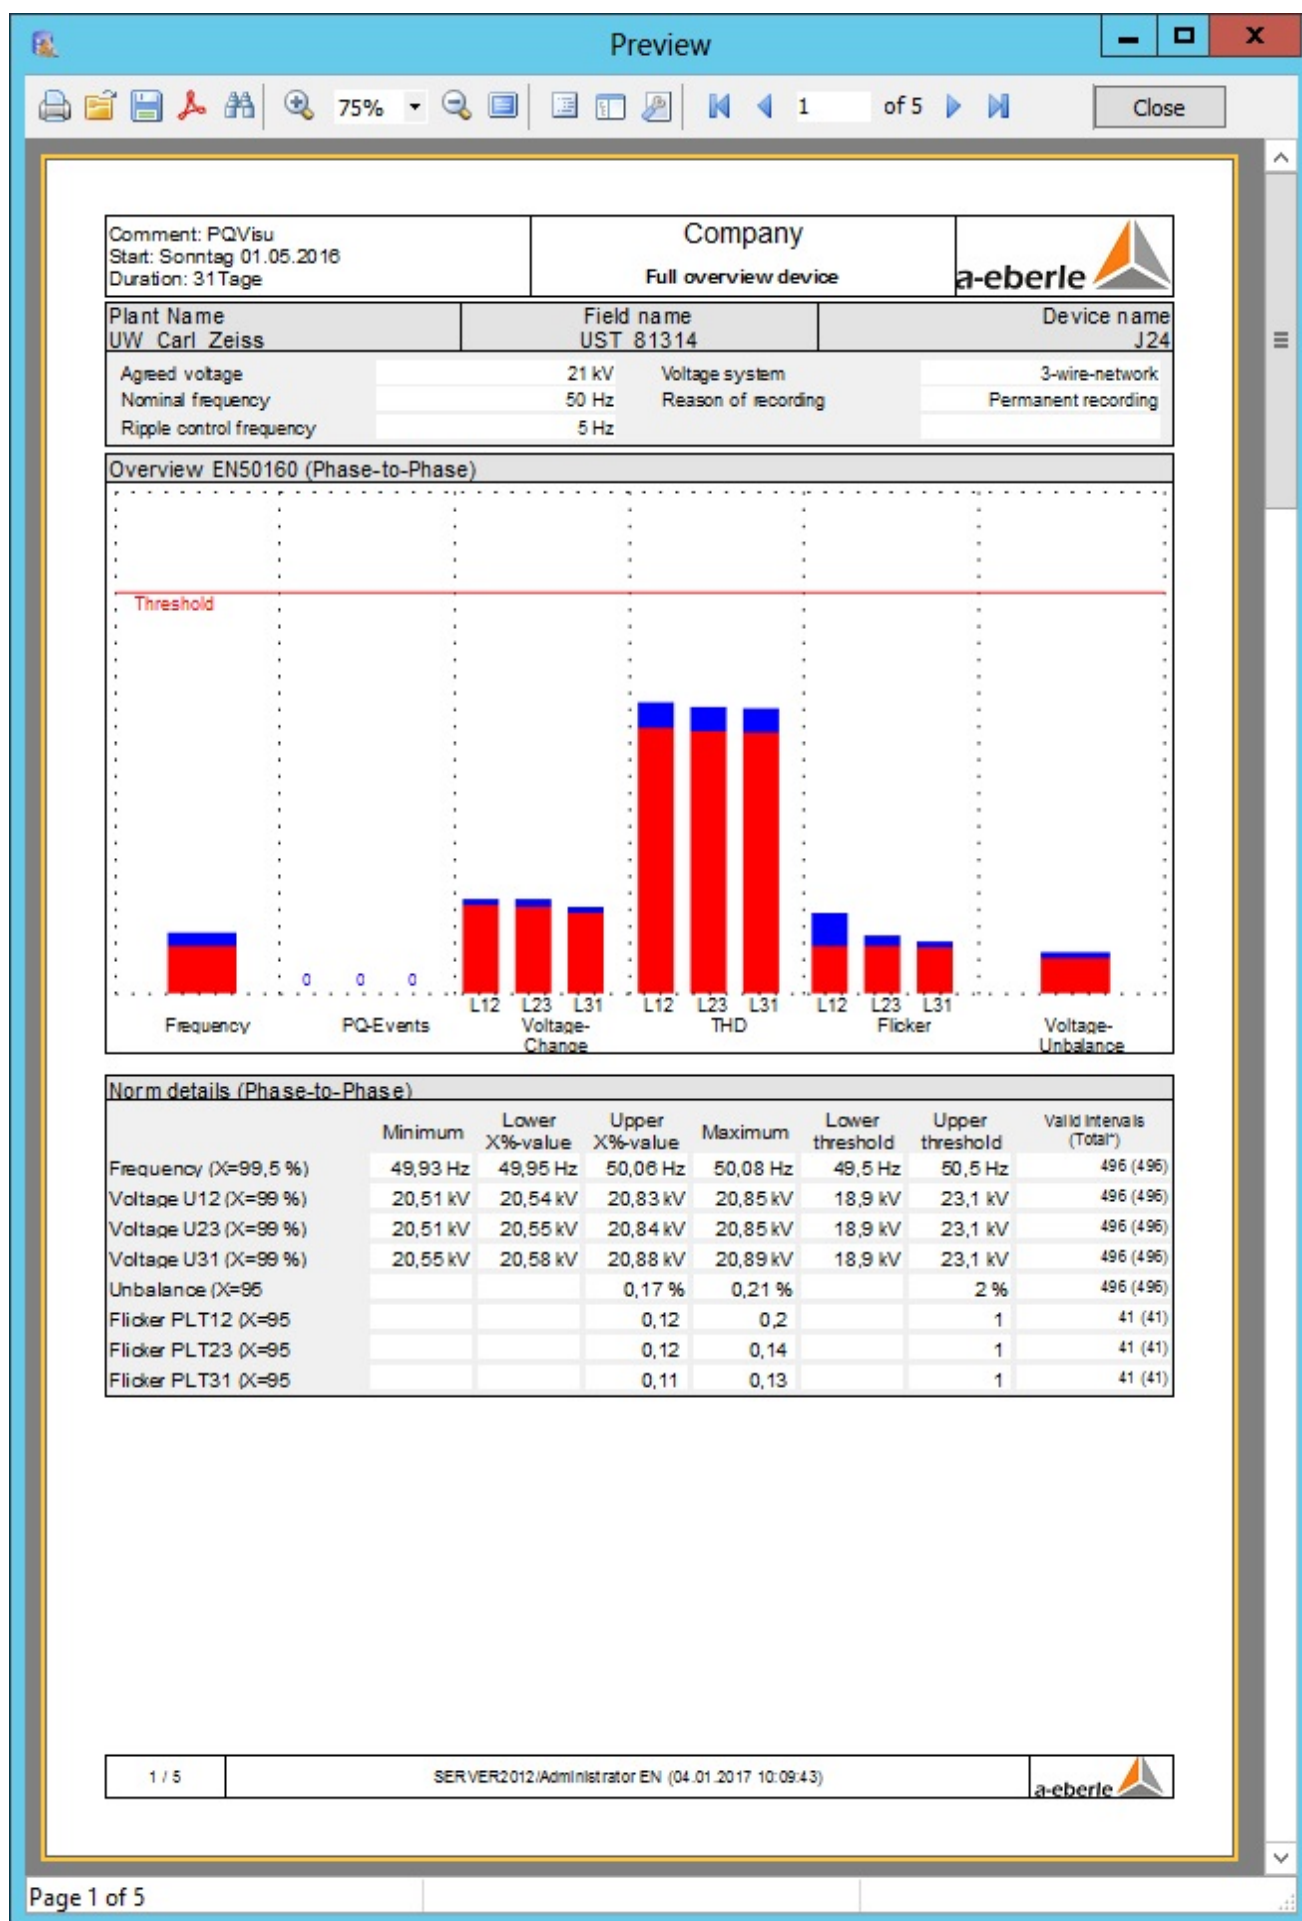 Preview
75%
1 of 5
Close
Comment: PQVisu
Start: Sonntag 01.05.2016
Duration: 31Tage
Company
Full overview device
a-eberle
Plant Name Field name Device name
UW Carl Zeiss UST 81314 J24
Agreed voltage 21 kV Voltage system 3-wire-network
Nominal frequency 50 Hz Reason of recording Permanent recording
Ripple control frequency 5 Hz
Overview EN50160 (Phase-to-Phase)
Threshold
0 0 0
L12 L23 L31 L12 L23 L31 L12 L23 L31
Frequency PQ-Events Voltage-Change THD Flicker Voltage-Unbalance
Norm details (Phase-to-Phase)
Minimum Lower X%-value Upper X%-value Maximum Lower threshold Upper threshold Valid Intervals (Total*)
Frequency (X=99,5 %) 49,93 Hz 49,95 Hz 50,06 Hz 50,08 Hz 49,5 Hz 50,5 Hz 496 (496)
Voltage U12 (X=99 %) 20,51 kV 20,54 kV 20,83 kV 20,85 kV 18,9 kV 23,1 kV 496 (496)
Voltage U23 (X=99 %) 20,51 kV 20,55 kV 20,84 kV 20,85 kV 18,9 kV 23,1 kV 496 (496)
Voltage U31 (X=99 %) 20,55 kV 20,58 kV 20,88 kV 20,89 kV 18,9 kV 23,1 kV 496 (496)
Unbalance (X=95 0,17 % 0,21 % 2 % 496 (496)
Flicker PLT12 (X=95 0,12 0,2 1 41 (41)
Flicker PLT23 (X=95 0,12 0,14 1 41 (41)
Flicker PLT31 (X=95 0,11 0,13 1 41 (41)
1 / 5 SERVER2012/Administrator EN (04.01.2017 10:09:43) a-eberle
Page 1 of 5